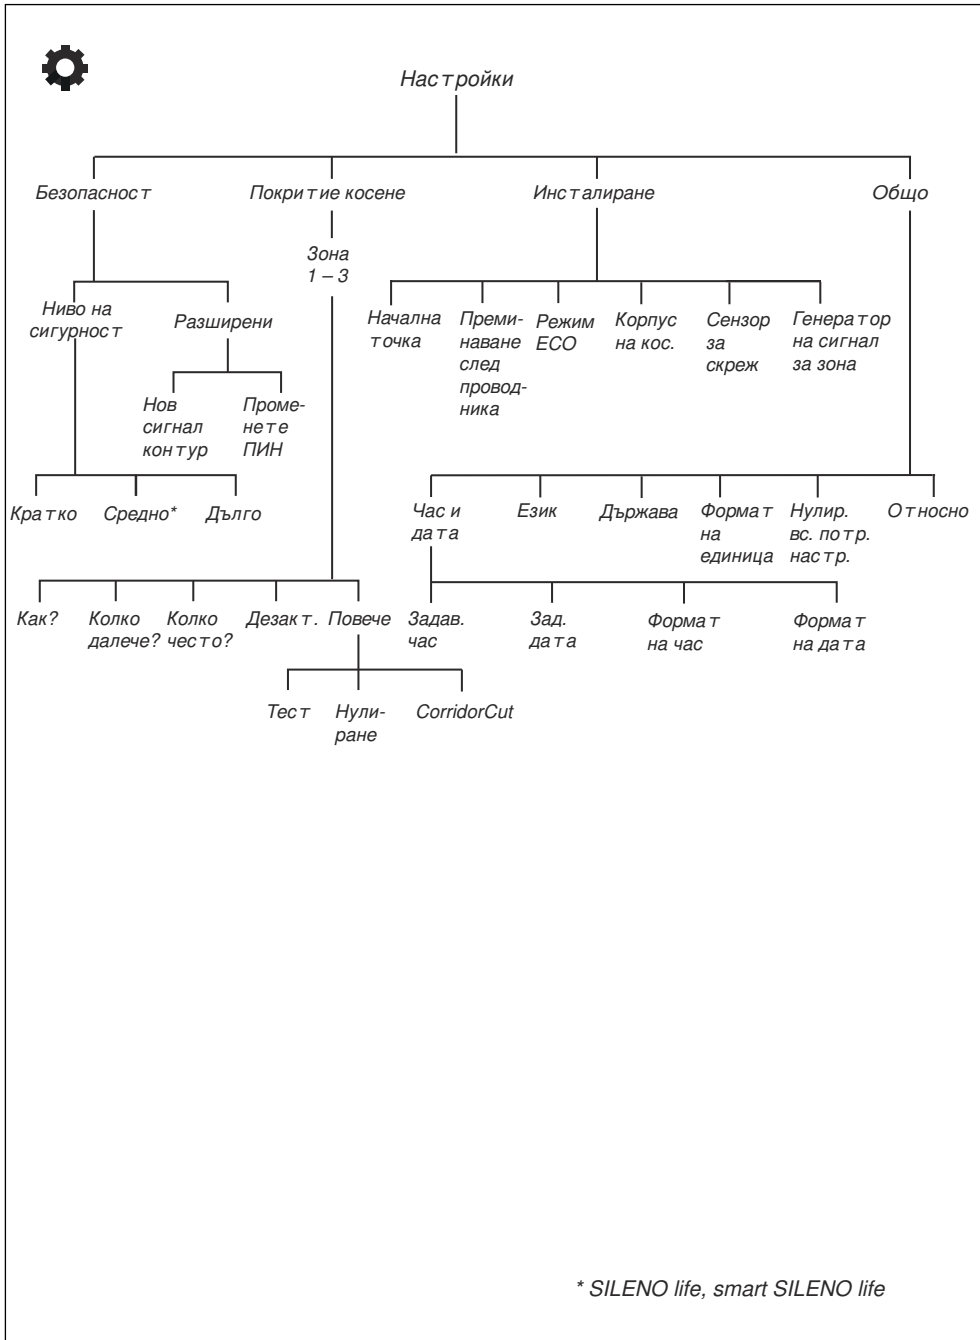 Настройки
Безопасност
Покритие косене
Инсталиране
Общо
Зона
1 – 3
Ниво на
сигурност
Разширени
Начална
точка
Преми-
наване
след
провод-
ника
Режим
ECO
Корпус
на кос.
Сензор
за
скреж
Генератор
на сигнал
за зона
Нов
сигнал
контур
Проме-
нете
ПИН
Кратко
Средно*
Дълго
Час и
дата
Език
Държава
Формат
на
единица
Нулир.
вс. потр.
настр.
Относно
Как?
Колко
далече?
Колко
често?
Дезакт.
Повече
Задав.
час
Зад.
дата
Формат
на час
Формат
на дата
Тест
Нули-
ране
CorridorCut
* SILENO life, smart SILENO life